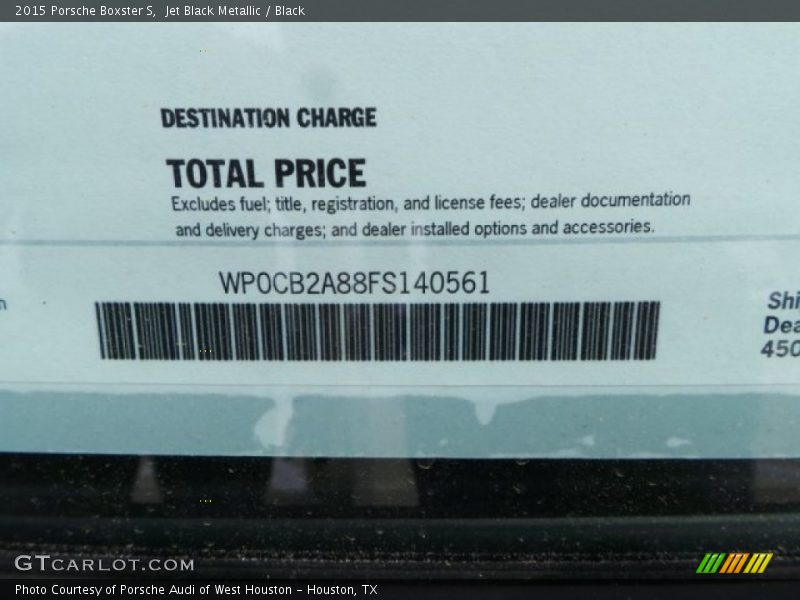 2015 Porsche Boxster S, Jet Black Metallic / Black
DESTINATION CHARGE
TOTAL PRICE
Excludes fuel; title, registration, and license fees; dealer documentation
and delivery charges; and dealer installed options and accessories.
WP0CB2A88FS140561
Shi
Dea
450
GTCARLOT.COM
Photo Courtesy of Porsche Audi of West Houston - Houston, TX